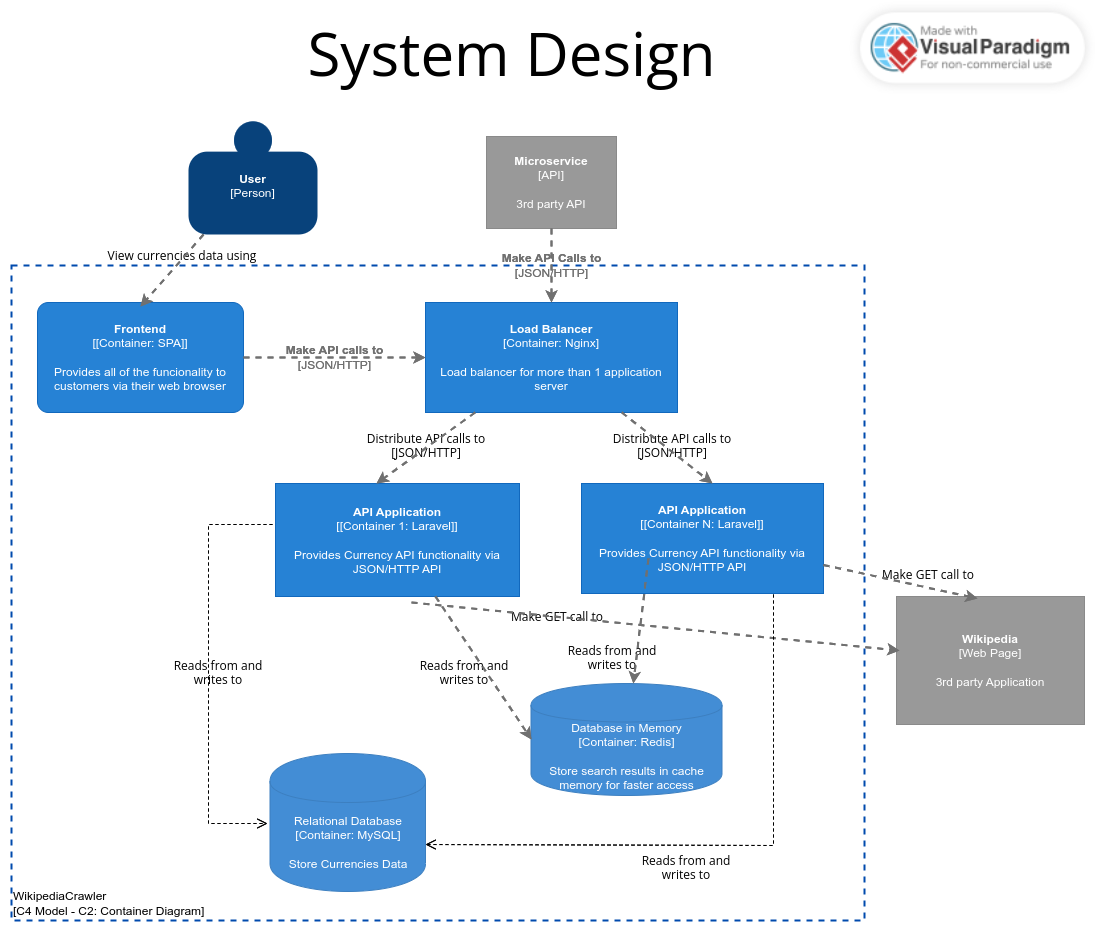 System Design
Made with
VisualParadigm
For non-commercial use
User
[Person]
Microservice
[API]
3rd party API
View currencies data using
Make API Calls to
[JSON/HTTP]
Frontend
[[Container: SPA]]
Provides all of the funcionality to
customers via their web browser
Make API calls to
[JSON/HTTP]
Load Balancer
[Container: Nginx]
Load balancer for more than 1 application
server
Distribute API calls to
[JSON/HTTP]
Distribute API calls to
[JSON/HTTP]
API Application
[[Container 1: Laravel]]
Provides Currency API functionality via
JSON/HTTP API
API Application
[[Container N: Laravel]]
Provides Currency API functionality via
JSON/HTTP API
Make GET call to
Make GET call to
Wikipedia
[Web Page]
3rd party Application
Reads from and
writes to
Reads from and
writes to
Reads from and
writes to
Database in Memory
[Container: Redis]
Store search results in cache
memory for faster access
Relational Database
[Container: MySQL]
Store Currencies Data
Reads from and
writes to
WikipediaCrawler
[C4 Model - C2: Container Diagram]